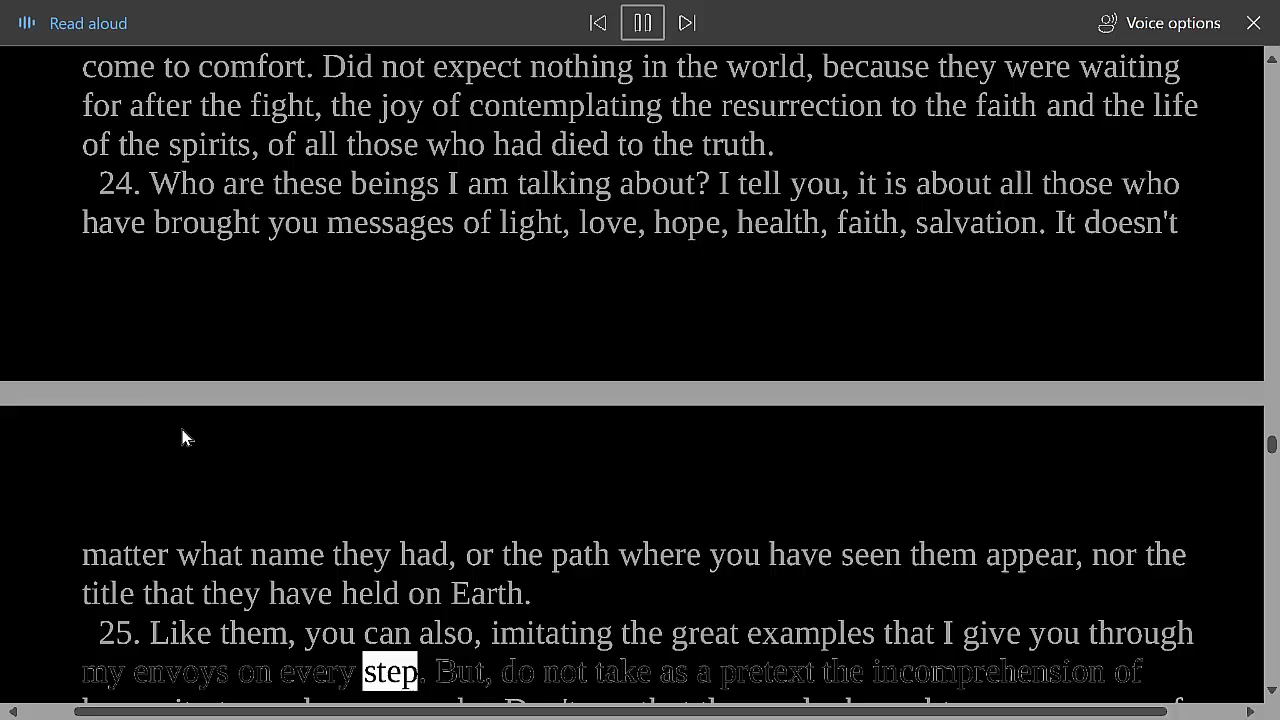 Read aloud
Voice options
come to comfort. Did not expect nothing in the world, because they were waiting
for after the fight, the joy of contemplating the resurrection to the faith and the life
of the spirits, of all those who had died to the truth.
24. Who are these beings I am talking about? I tell you, it is about all those who
have brought you messages of light, love, hope, health, faith, salvation. It doesn't
matter what name they had, or the path where you have seen them appear, nor the
title that they have held on Earth.
25. Like them, you can also, imitating the great examples that I give you through
my envoys on every step. But, do not take as a pretext the incomprehension of